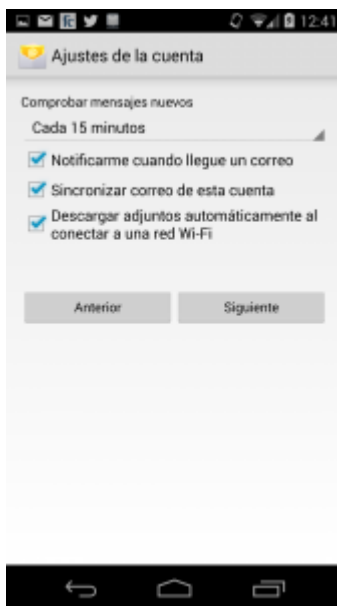 12:41
Ajustes de la cuenta
Comprobar mensajes nuevos
Cada 15 minutos
Notificarme cuando llegue un correo
Sincronizar correo de esta cuenta
Descargar adjuntos automáticamente al
conectar a una red Wi-Fi
Anterior Siguiente